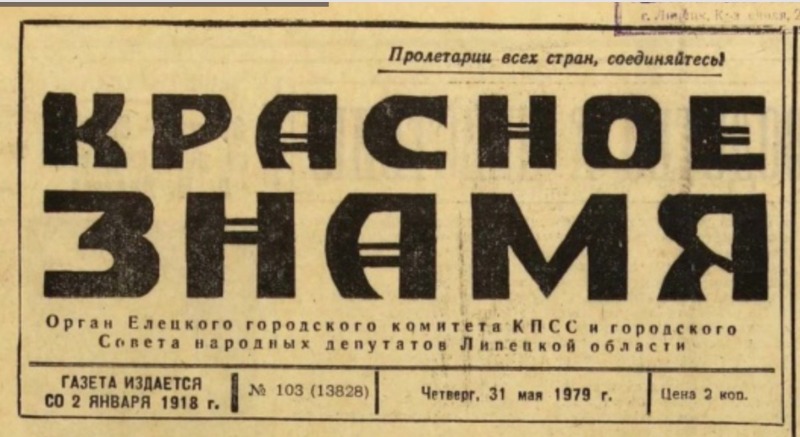 г. Липецк,
Пролетарии всех стран, соединяйтесь!
КРАСНОЕ
ЗНАМЯ
Орган Елецкого городского комитета КПСС и городского
Совета народных депутатов Липецкой области
ГАЗЕТА ИЗДАЕТСЯ
СО 2 ЯНВАРЯ 1918 г.
№ 103 (13828)
Четверг, 31 мая 1979 г.
Цена 2 коп.